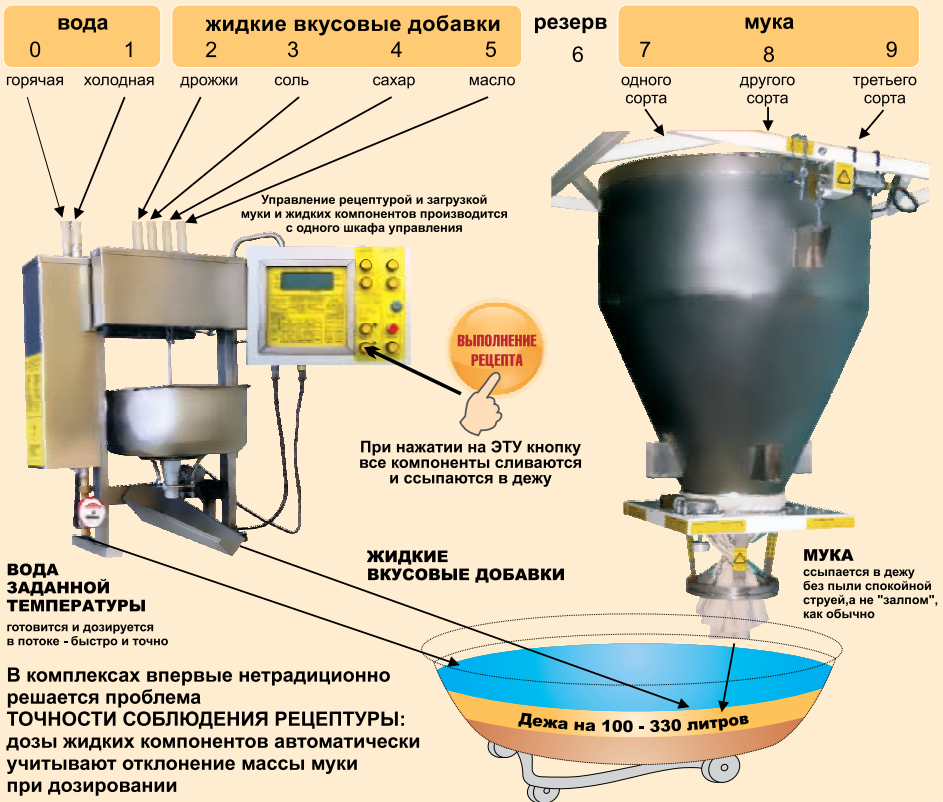 вода
жидкие вкусовые добавки
резерв
мука
0
1
2
3
4
5
6
7
8
9
горячая
холодная
дрожжи
соль
сахар
масло
одного
сорта
другого
сорта
третьего
сорта
Управление рецептурой и загрузкой
муки и жидких компонентов производится
с одного шкафа управления
ВЫПОЛНЕНИЕ
РЕЦЕПТА
При нажатии на ЭТУ кнопку
все компоненты сливаются
и ссыпаются в дежу
ВОДА
ЗАДАННОЙ
ТЕМПЕРАТУРЫ
готовится и дозируется
в потоке - быстро и точно
ЖИДКИЕ
ВКУСОВЫЕ ДОБАВКИ
МУКА
ссыпается в дежу
без пыли спокойной
струей,а не "залпом",
как обычно
Дежа на 100 - 330 литров
В комплексах впервые нетрадиционно
решается проблема
ТОЧНОСТИ СОБЛЮДЕНИЯ РЕЦЕПТУРЫ:
дозы жидких компонентов автоматически
учитывают отклонение массы муки
при дозировании